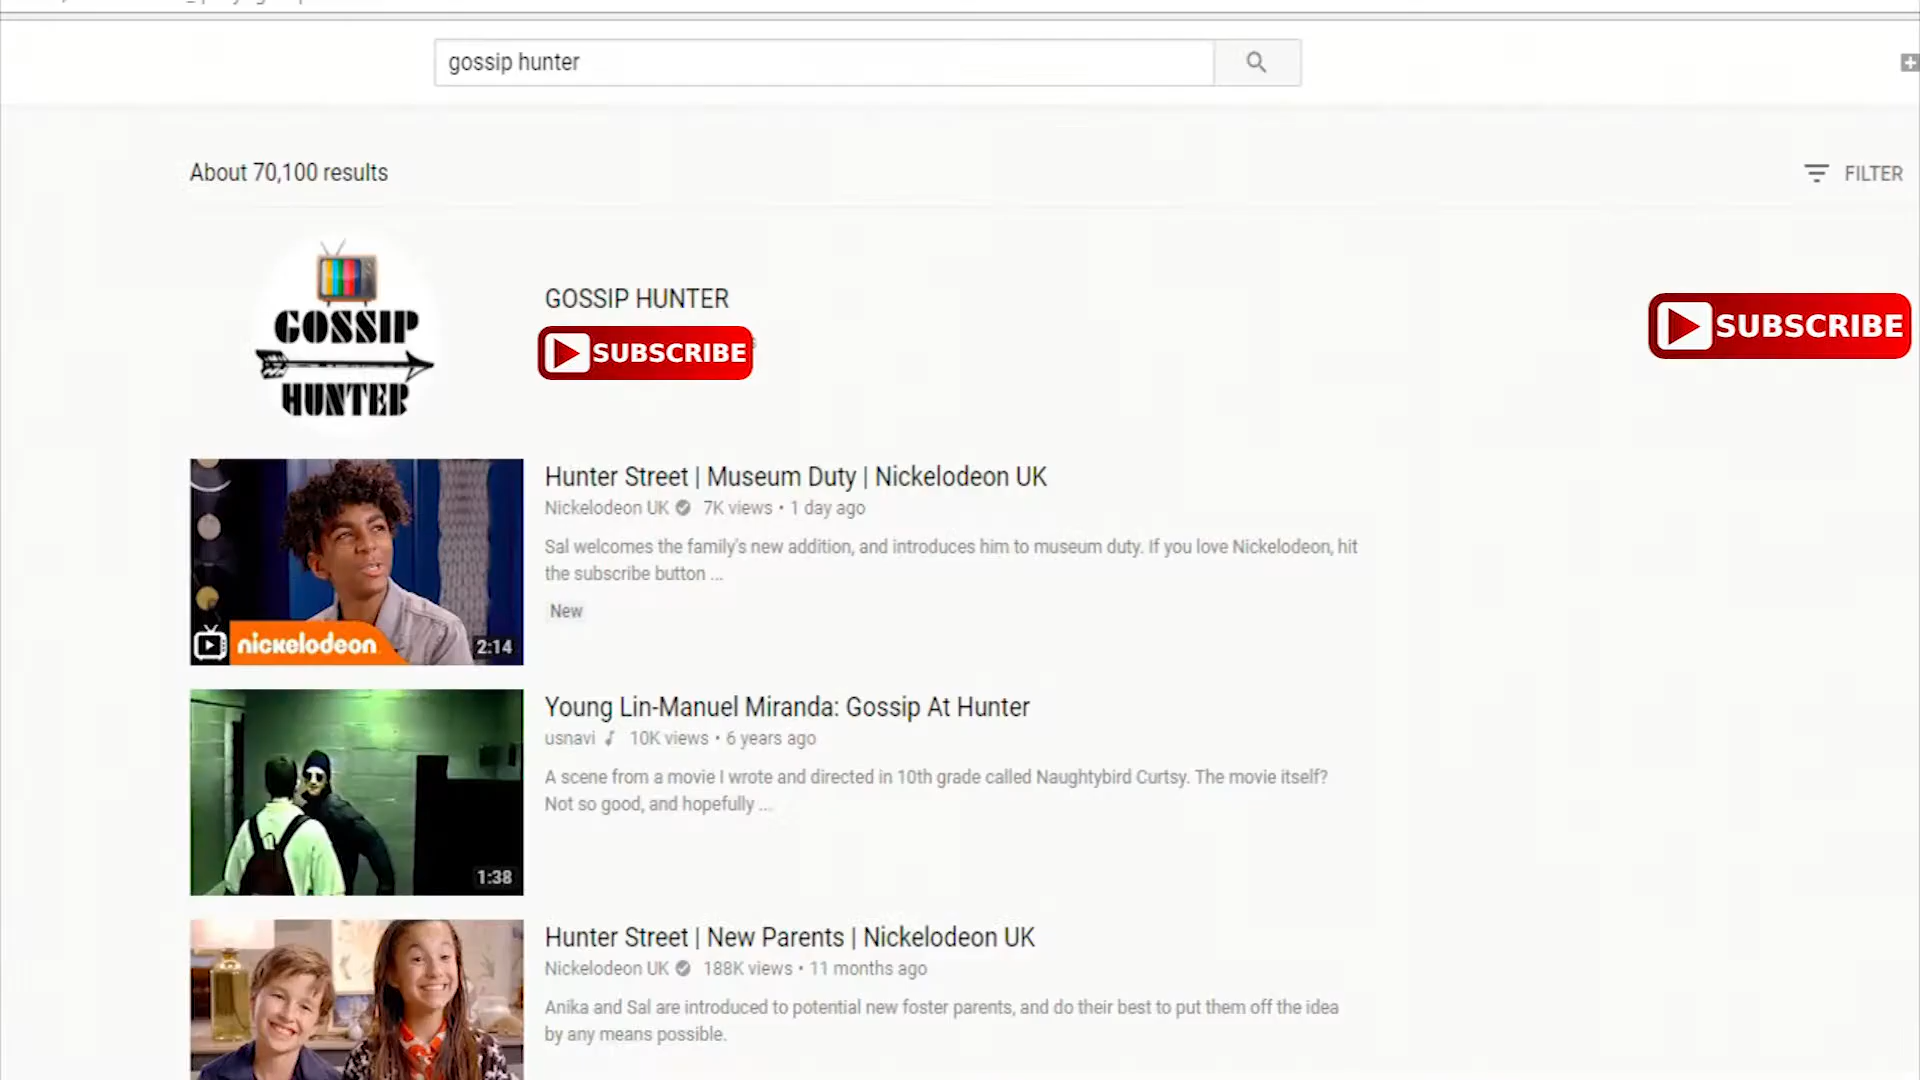 gossip hunter
About 70,100 results
FILTER
GOSSIP
HUNTER
GOSSIP HUNTER
SUBSCRIBE
SUBSCRIBE
Hunter Street | Museum Duty | Nickelodeon UK
Nickelodeon UK 7K views • 1 day ago
Sal welcomes the family's new addition, and introduces him to museum duty. If you love Nickelodeon, hit
the subscribe button ...
New
nickelodeon
2:14
Young Lin-Manuel Miranda: Gossip At Hunter
usnavi 10K views • 6 years ago
A scene from a movie I wrote and directed in 10th grade called Naughtybird Curtsy. The movie itself?
Not so good, and hopefully ...
1:38
Hunter Street | New Parents | Nickelodeon UK
Nickelodeon UK 188K views • 11 months ago
Anika and Sal are introduced to potential new foster parents, and do their best to put them off the idea
by any means possible.